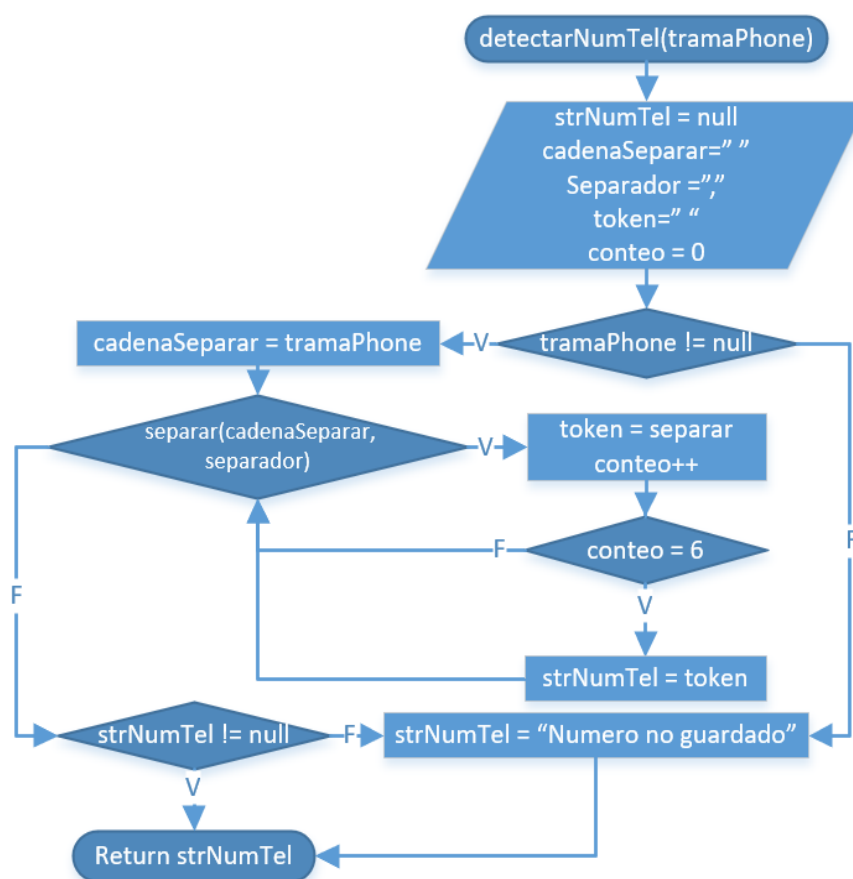 detectarNumTel(tramaPhone)
strNumTel = null
cadenaSeparar=” ”
Separador =”,”
token=” “
conteo = 0
cadenaSeparar = tramaPhone
V
tramaPhone != null
separar(cadenaSeparar,
separador)
V
token = separar
conteo++
F
conteo = 6
F
F
V
strNumTel = token
strNumTel != null
F
strNumTel = “Numero no guardado”
V
Return strNumTel